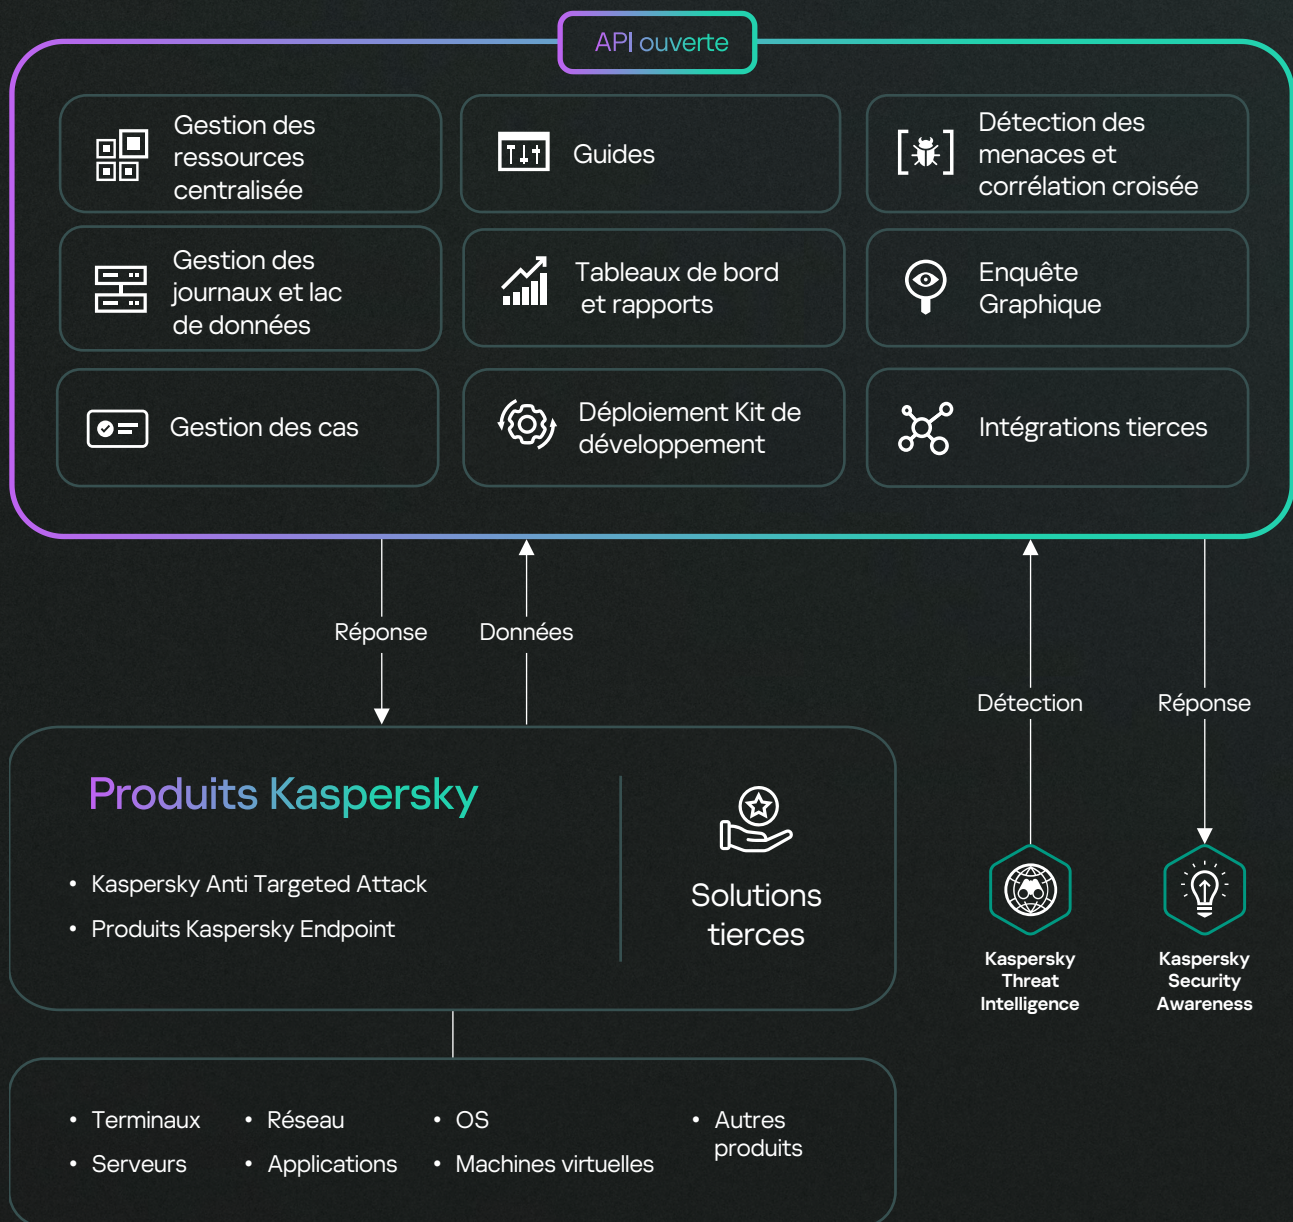 API ouverte
Gestion des
ressources
centralisée
Guides
Détection des
menaces et
corrélation croisée
Gestion des
journaux et lac
de données
Tableaux de bord
et rapports
Enquête
Graphique
Gestion des cas
Déploiement Kit de
développement
Intégrations tierces
Réponse
Données
Détection
Réponse
Produits Kaspersky
• Kaspersky Anti Targeted Attack
• Produits Kaspersky Endpoint
Solutions
tierces
Kaspersky
Threat
Intelligence
Kaspersky
Security
Awareness
• Terminaux
• Serveurs
• Réseau
• Applications
• OS
• Machines virtuelles
• Autres
produits